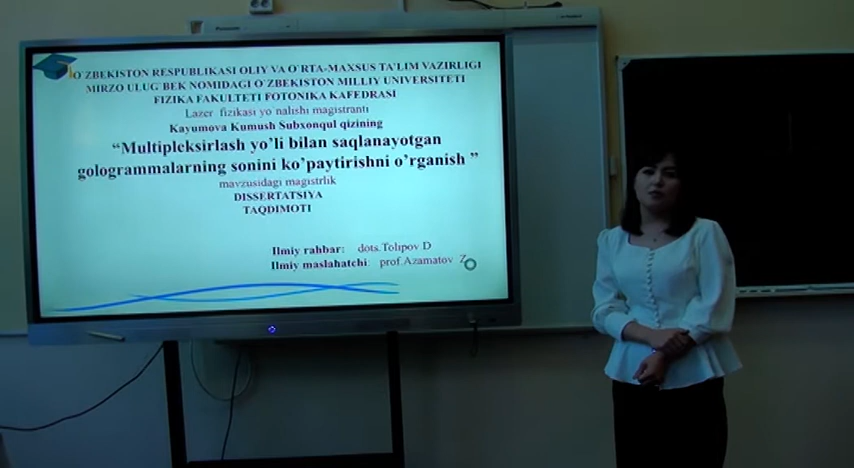 O`ZBEKISTON RESPUBLIKASI OLIY VA O`RTA-MAXSUS TA'LIM VAZIRLIGI
MIRZO ULUG`BEK NOMIDAGI O`ZBEKISTON MILLIY UNIVERSITETI
FIZIKA FAKULTETI FOTONIKA KAFEDRASI
Lazer fizikasi yo`nalishi magistranti
Kayumova Kumush Subxonqul qizining
“Multipleksirlash yo’li bilan saqlanayotgan
gologrammalarning sonini ko’paytirishni o’rganish ”
mavzusidagi magistrlik
DISSERTATSIYA
TAQDIMOTI
Ilmiy rahbar: dots.Tolipov D
Ilmiy maslahatchi: prof.Azamatov Z